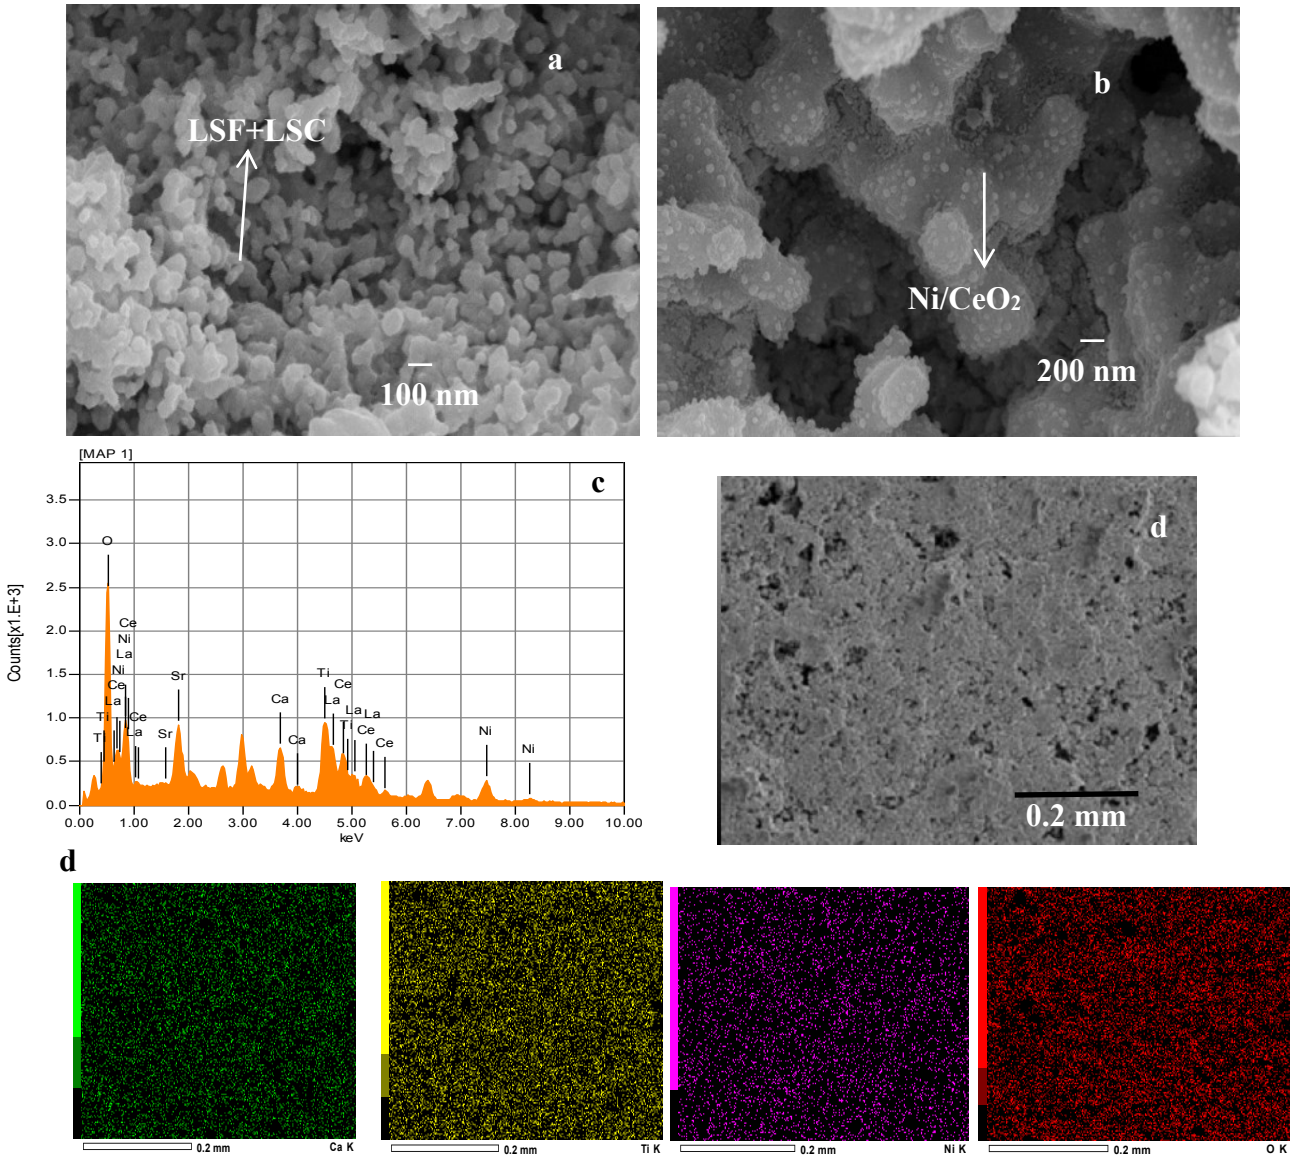 a
LSF+LSC
100 nm
b
Ni/CeO₂
200 nm
[MAP 1]
c
Counts[x1.E+3]
3.5
3.0
2.5
2.0
1.5
1.0
0.5
0.0
O
Ce
Ni
La
Ni
Ce
La
Ti
Ti
Ce
La
Sr
Sr
Ca
Ca
Ti
La
Ce
Ti
La
Ce
La
Ce
Ni
Ni
0.00 1.00 2.00 3.00 4.00 5.00 6.00 7.00 8.00 9.00 10.00
keV
d
0.2 mm
d
0.2 mm Ca K
0.2 mm Ti K
0.2 mm Ni K
0.2 mm O K